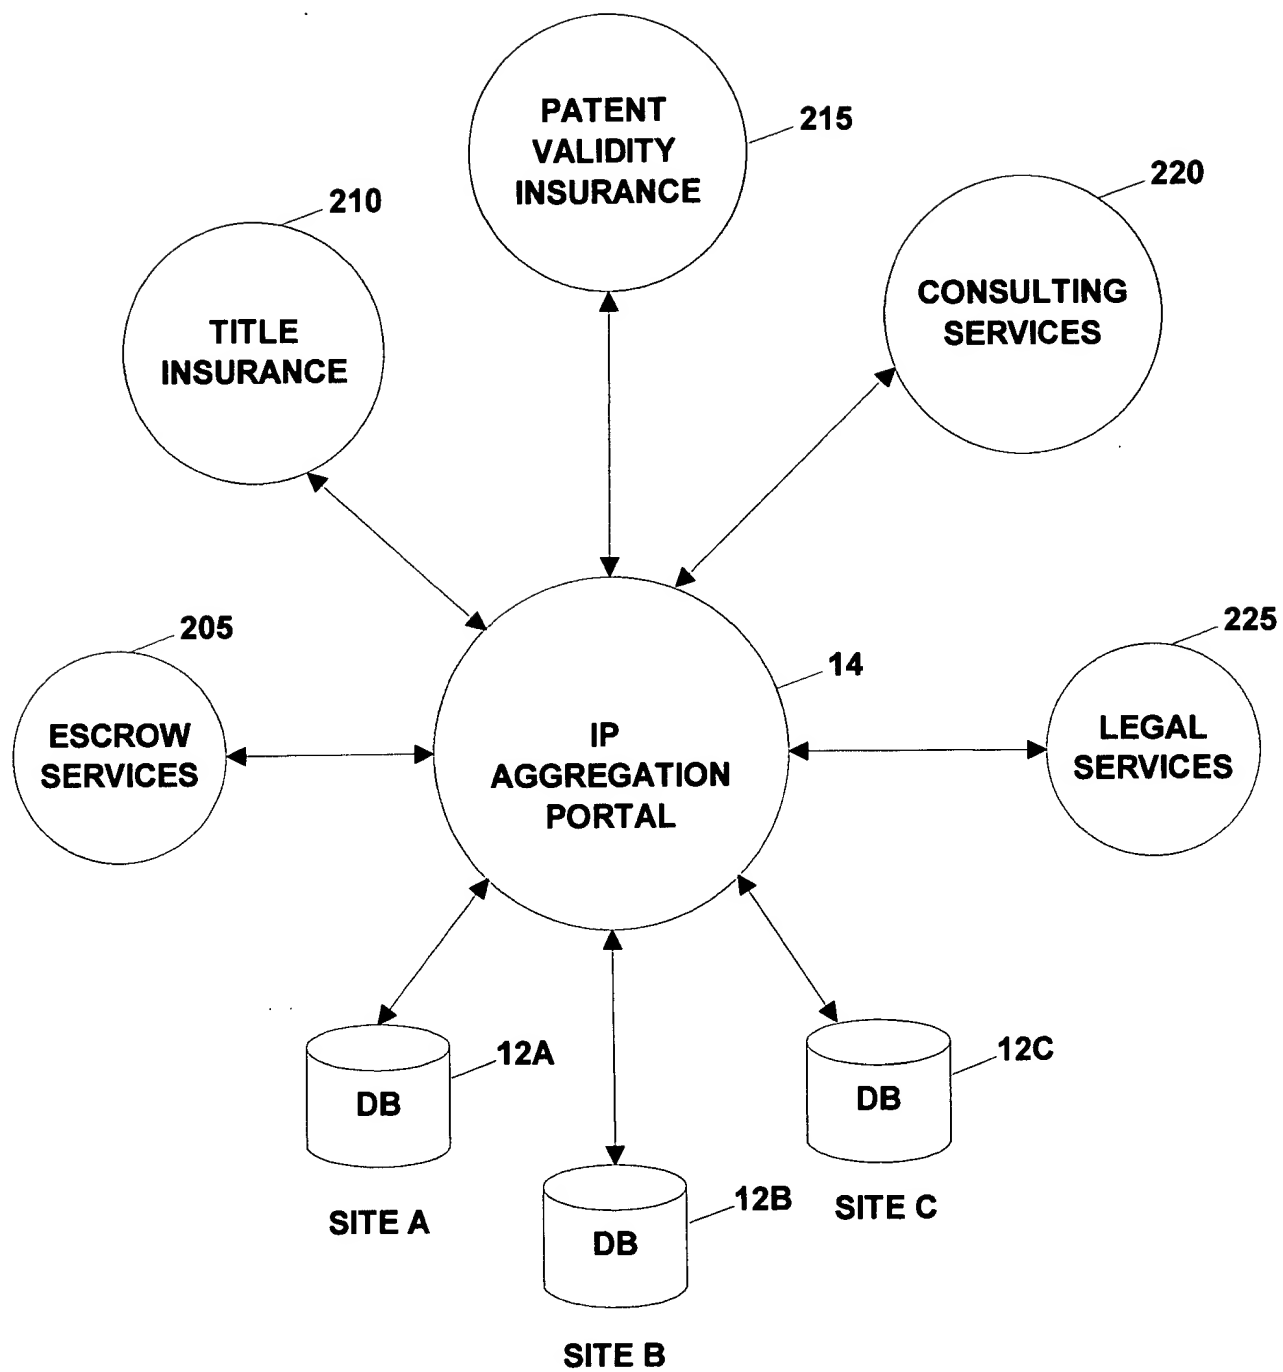 PATENT
VALIDITY
INSURANCE
215
220
210
CONSULTING
SERVICES
TITLE
INSURANCE
205
225
14
ESCROW
SERVICES
IP
AGGREGATION
PORTAL
LEGAL
SERVICES
12A
12C
DB
DB
12B
SITE A
SITE C
DB
SITE B